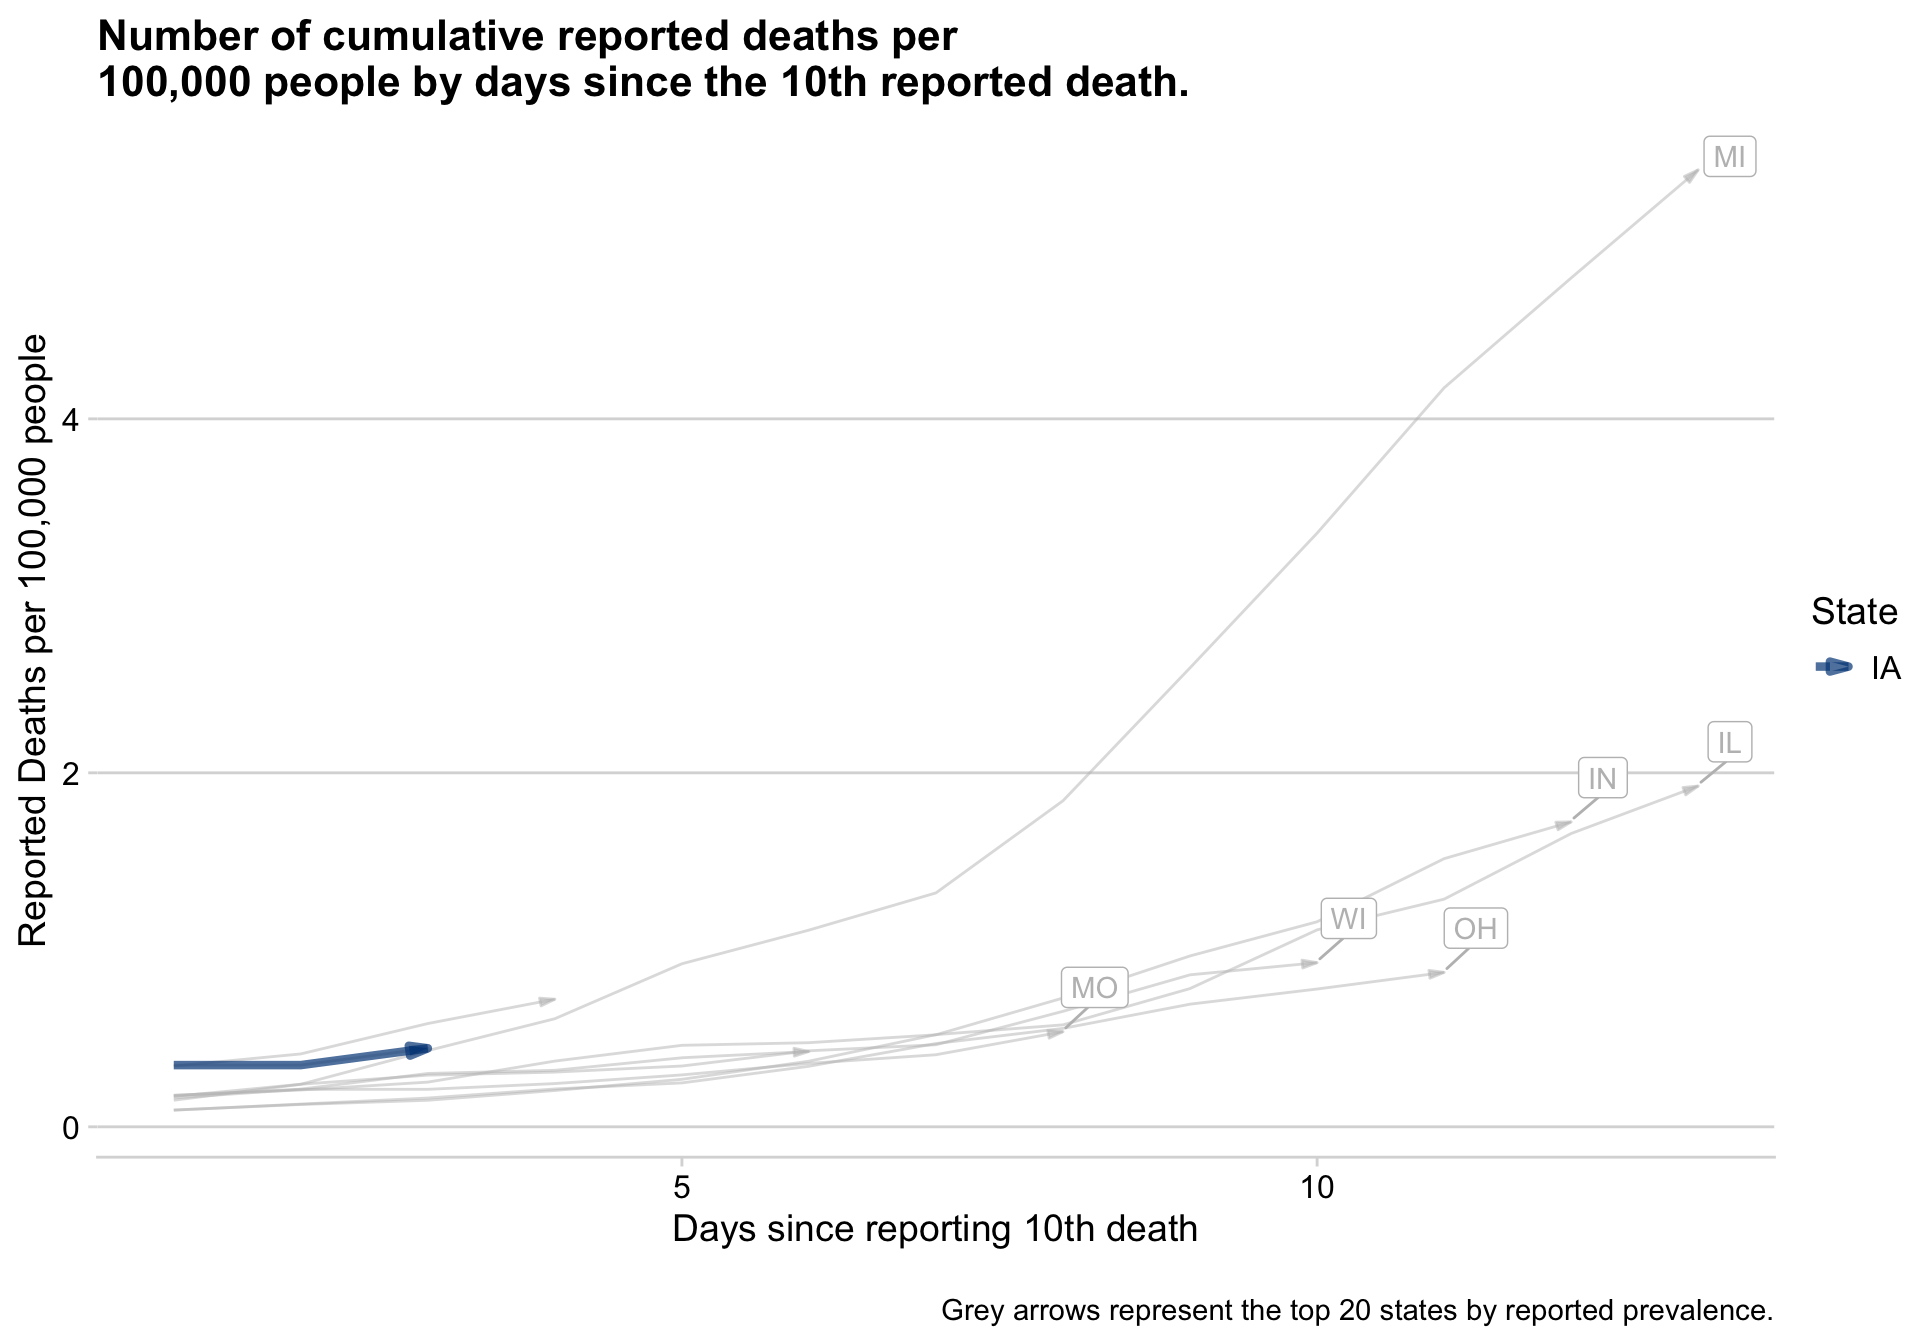 Number of cumulative reported deaths per
100,000 people by days since the 10th reported death.
Reported Deaths per 100,000 people
4
2
0
MI
IL
IN
WI
OH
MO
State
IA
5
10
Days since reporting 10th death
Grey arrows represent the top 20 states by reported prevalence.